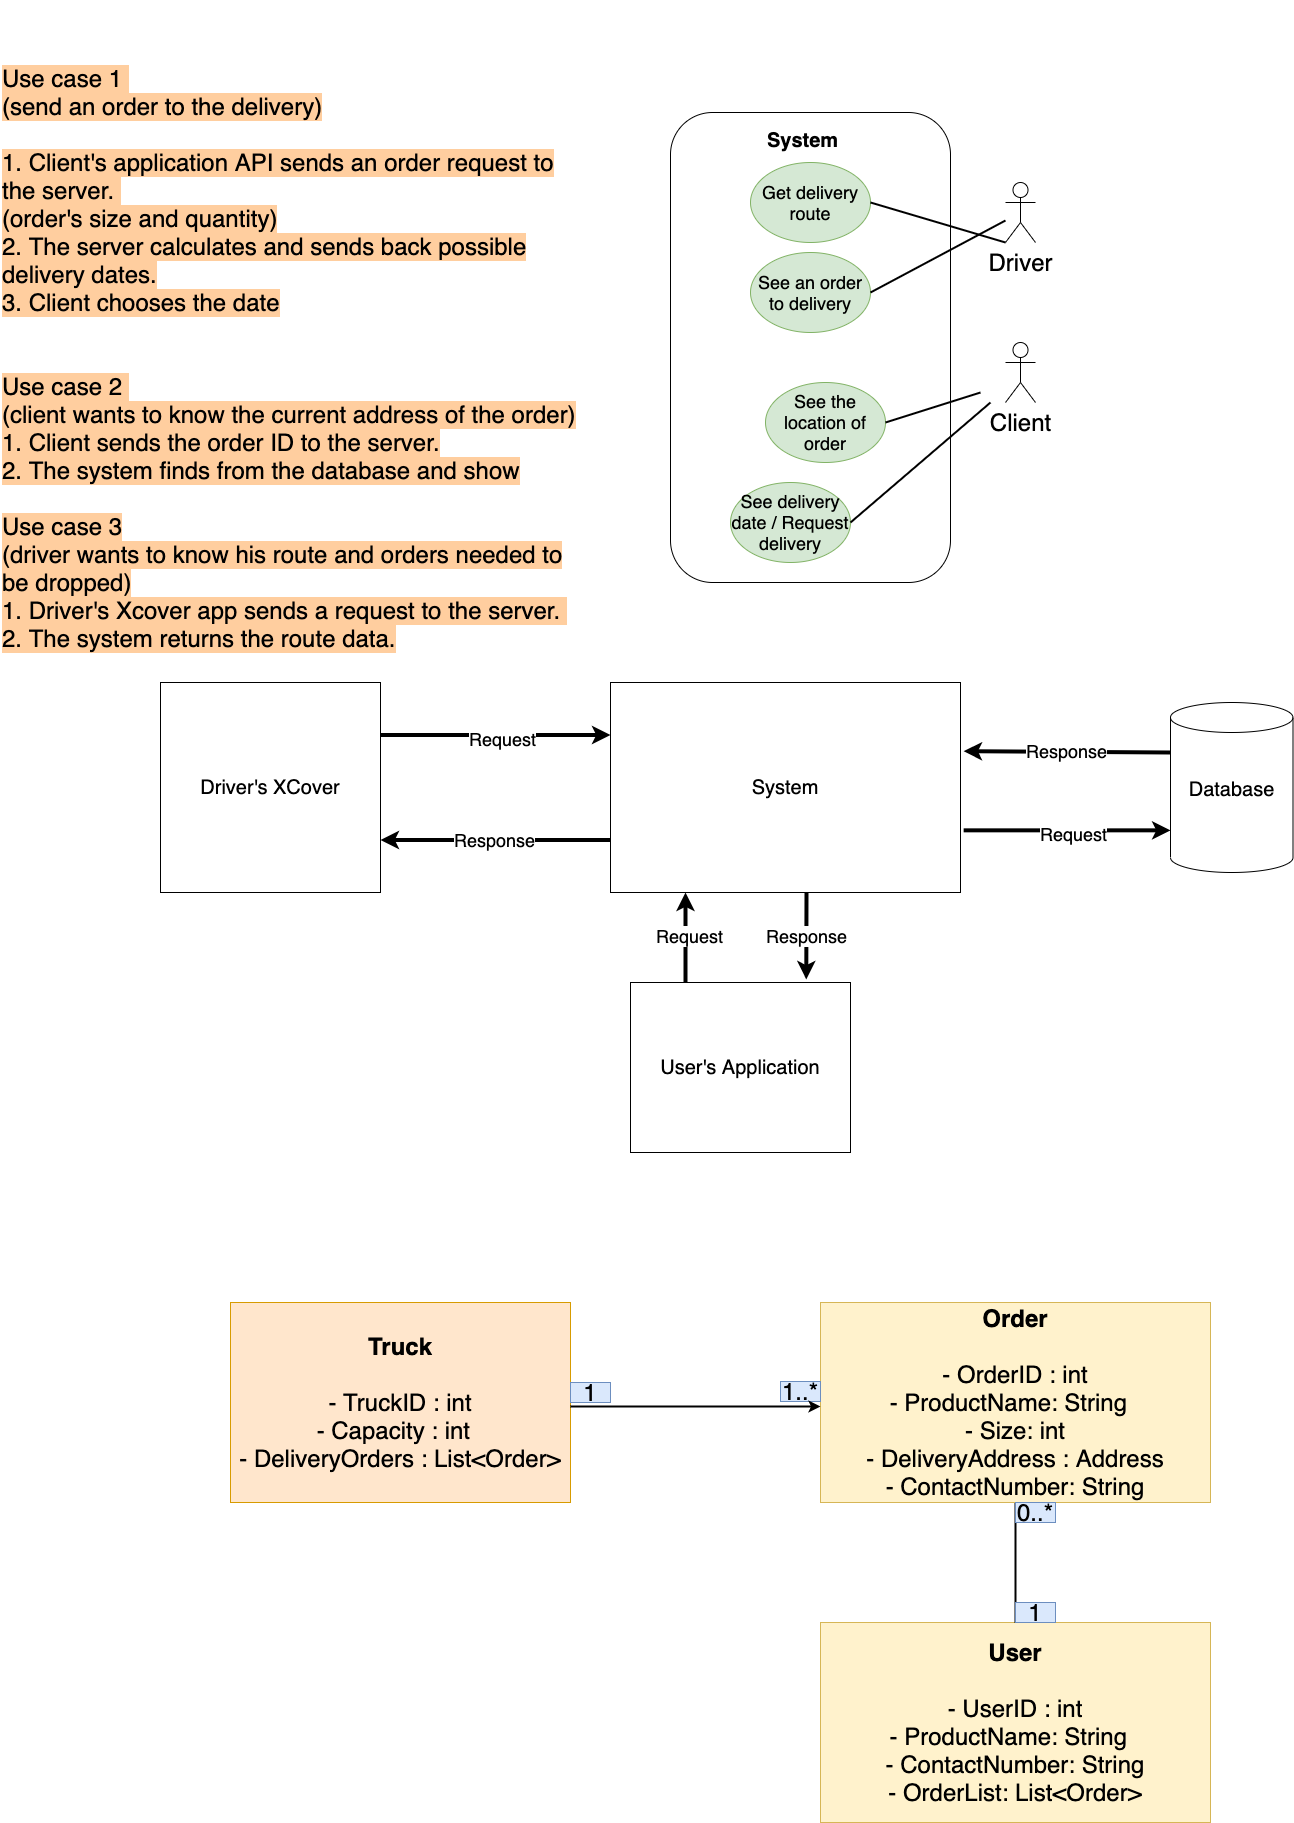 Use case 1
(send an order to the delivery)
1. Client's application API sends an order request to
the server.
(order's size and quantity)
2. The server calculates and sends back possible
delivery dates.
3. Client chooses the date
Use case 2
(client wants to know the current address of the order)
1. Client sends the order ID to the server.
2. The system finds from the database and show
Use case 3
(driver wants to know his route and orders needed to
be dropped)
1. Driver's Xcover app sends a request to the server.
2. The system returns the route data.
System
Get delivery
route
See an order
to delivery
See the
location of
order
See delivery
date / Request
delivery
Driver
Client
Driver's XCover
Request
Response
System
Response
Request
Database
Request
Response
User's Application
Truck
- TruckID : int
- Capacity : int
- DeliveryOrders : List<Order>
1
1..*
Order
- OrderID : int
- ProductName: String
- Size: int
- DeliveryAddress : Address
- ContactNumber: String
0..*
1
User
- UserID : int
- ProductName: String
- ContactNumber: String
- OrderList: List<Order>